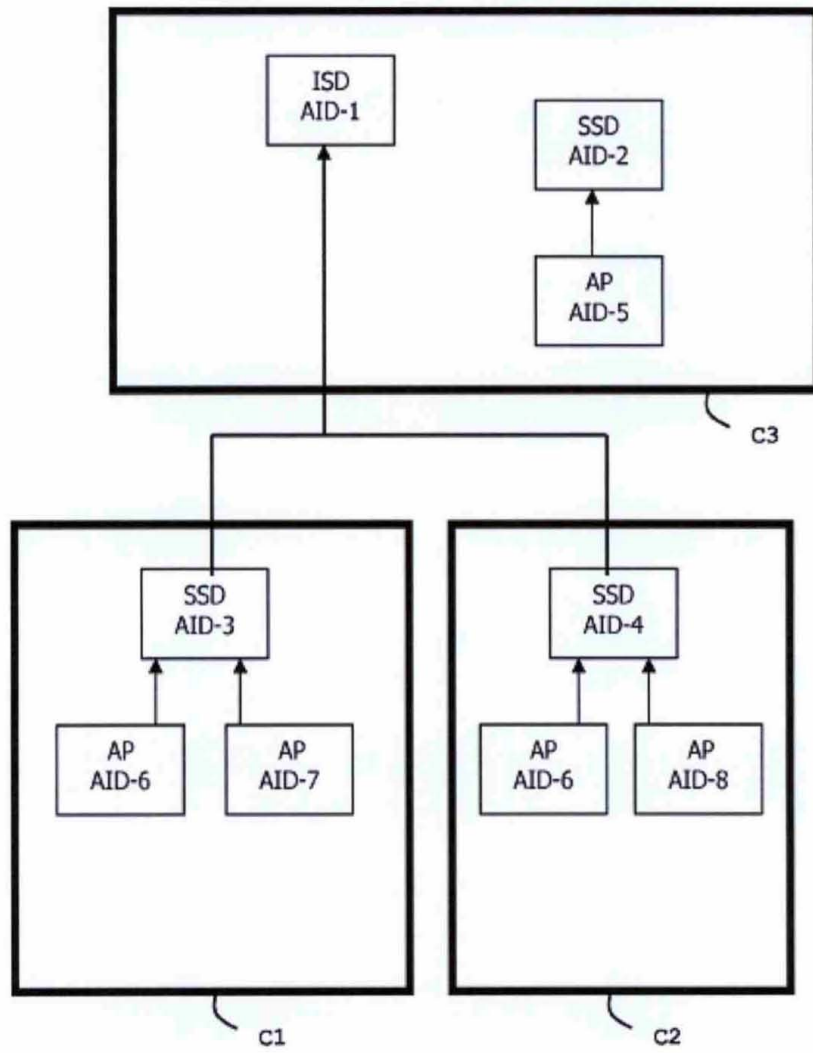 ISD
AID-1
SSD
AID-2
AP
AID-5
C3
SSD
AID-3
AP
AID-6
AP
AID-7
C1
SSD
AID-4
AP
AID-6
AP
AID-8
C2